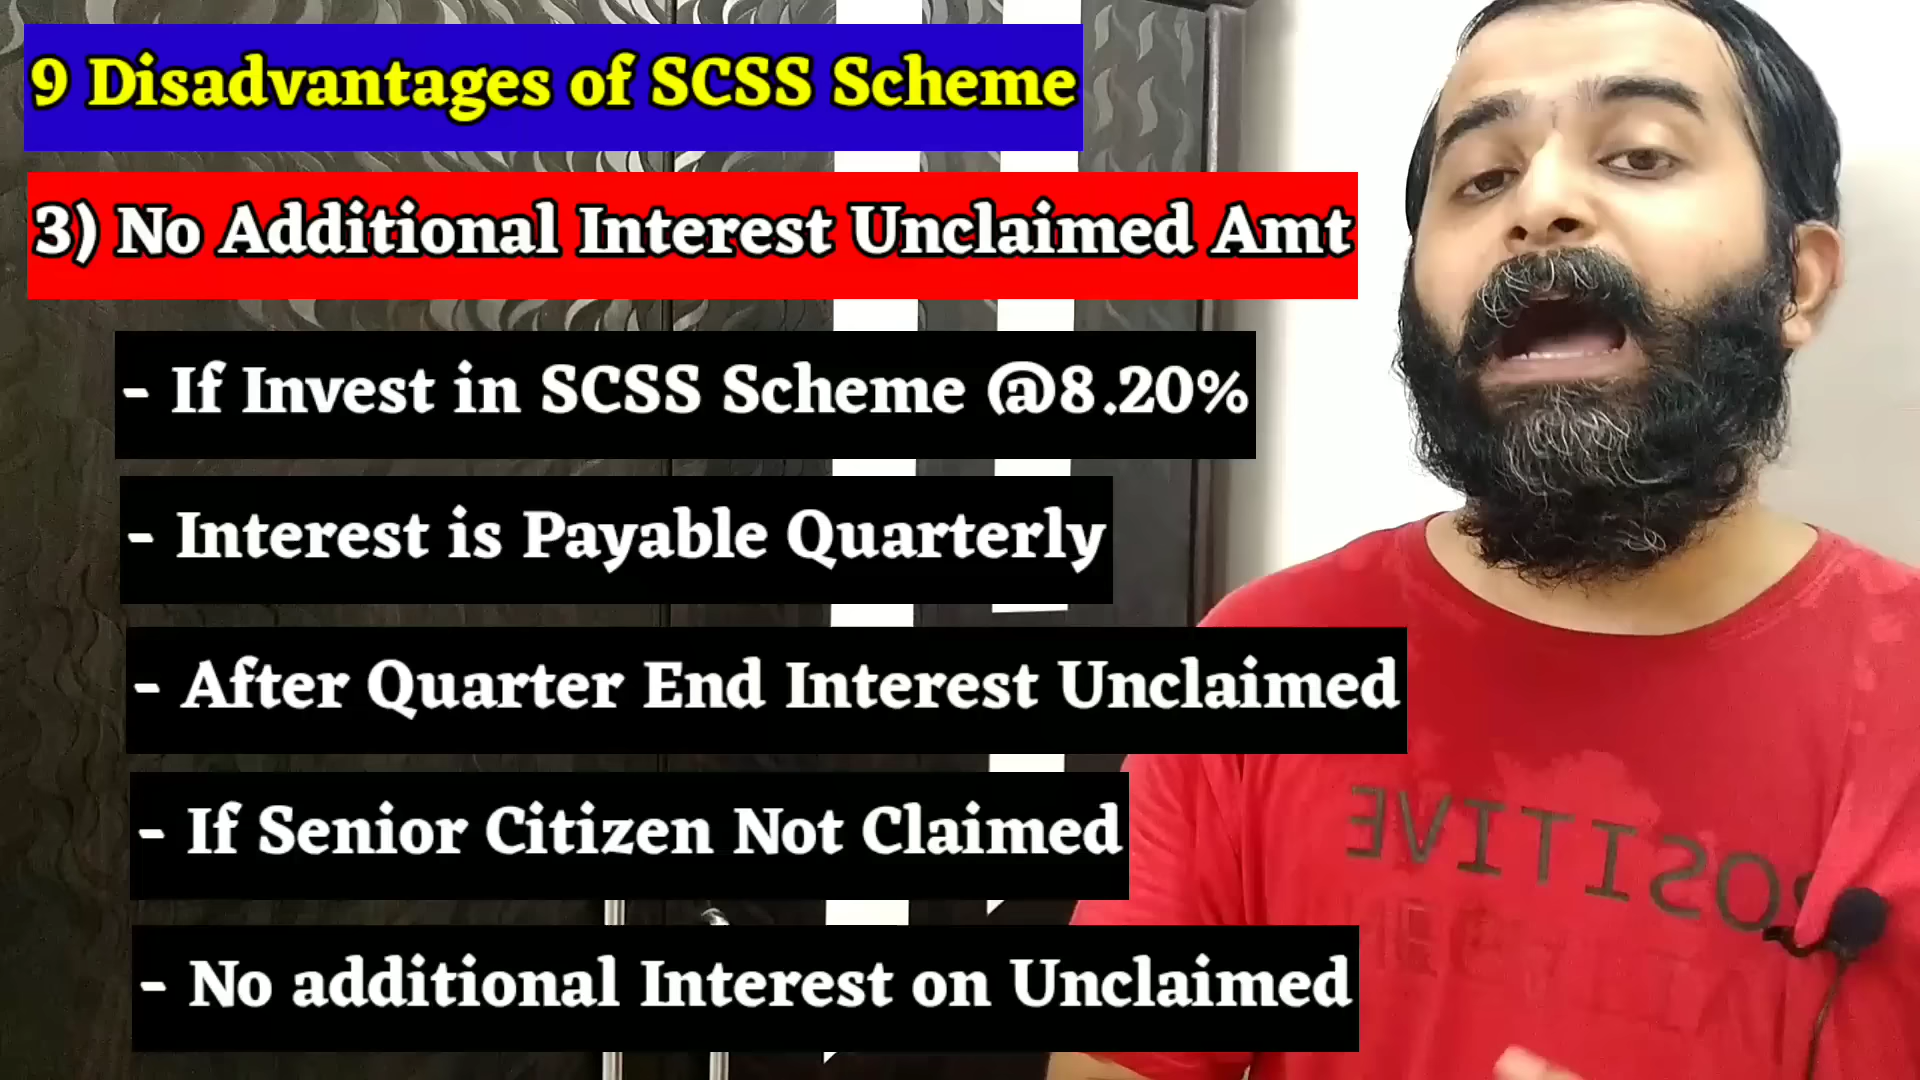 9 Disadvantages of SCSS Scheme
3) No Additional Interest Unclaimed Amt
- If Invest in SCSS Scheme @8.20%
- Interest is Payable Quarterly
- After Quarter End Interest Unclaimed
- If Senior Citizen Not Claimed
- No additional Interest on Unclaimed
POSITIVE